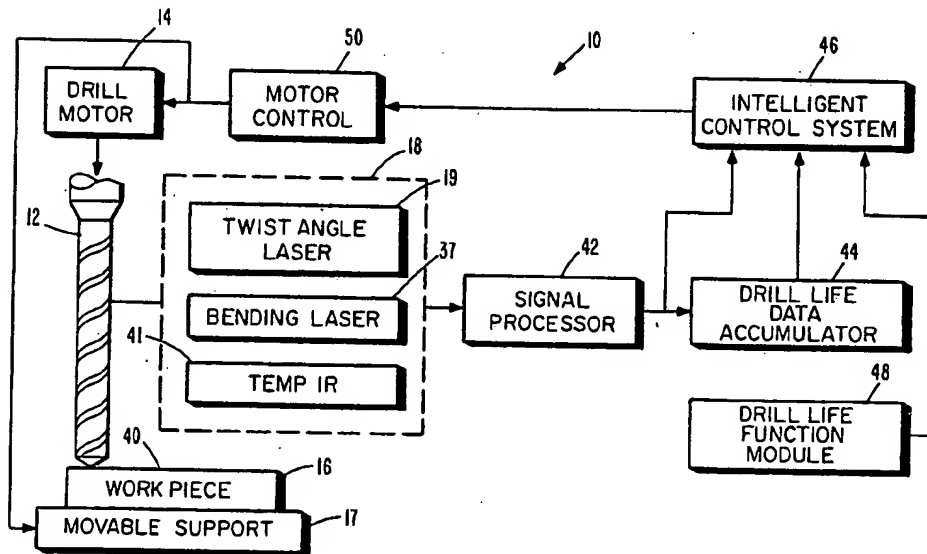 14
50
10
46
DRILL
MOTOR
MOTOR
CONTROL
INTELLIGENT
CONTROL SYSTEM
18
19
12
TWIST ANGLE
LASER
37
42
44
BENDING LASER
SIGNAL
PROCESSOR
DRILL LIFE
DATA
ACCUMULATOR
41
TEMP IR
48
DRILL LIFE
FUNCTION
MODULE
40
16
WORK PIECE
MOVABLE SUPPORT
17